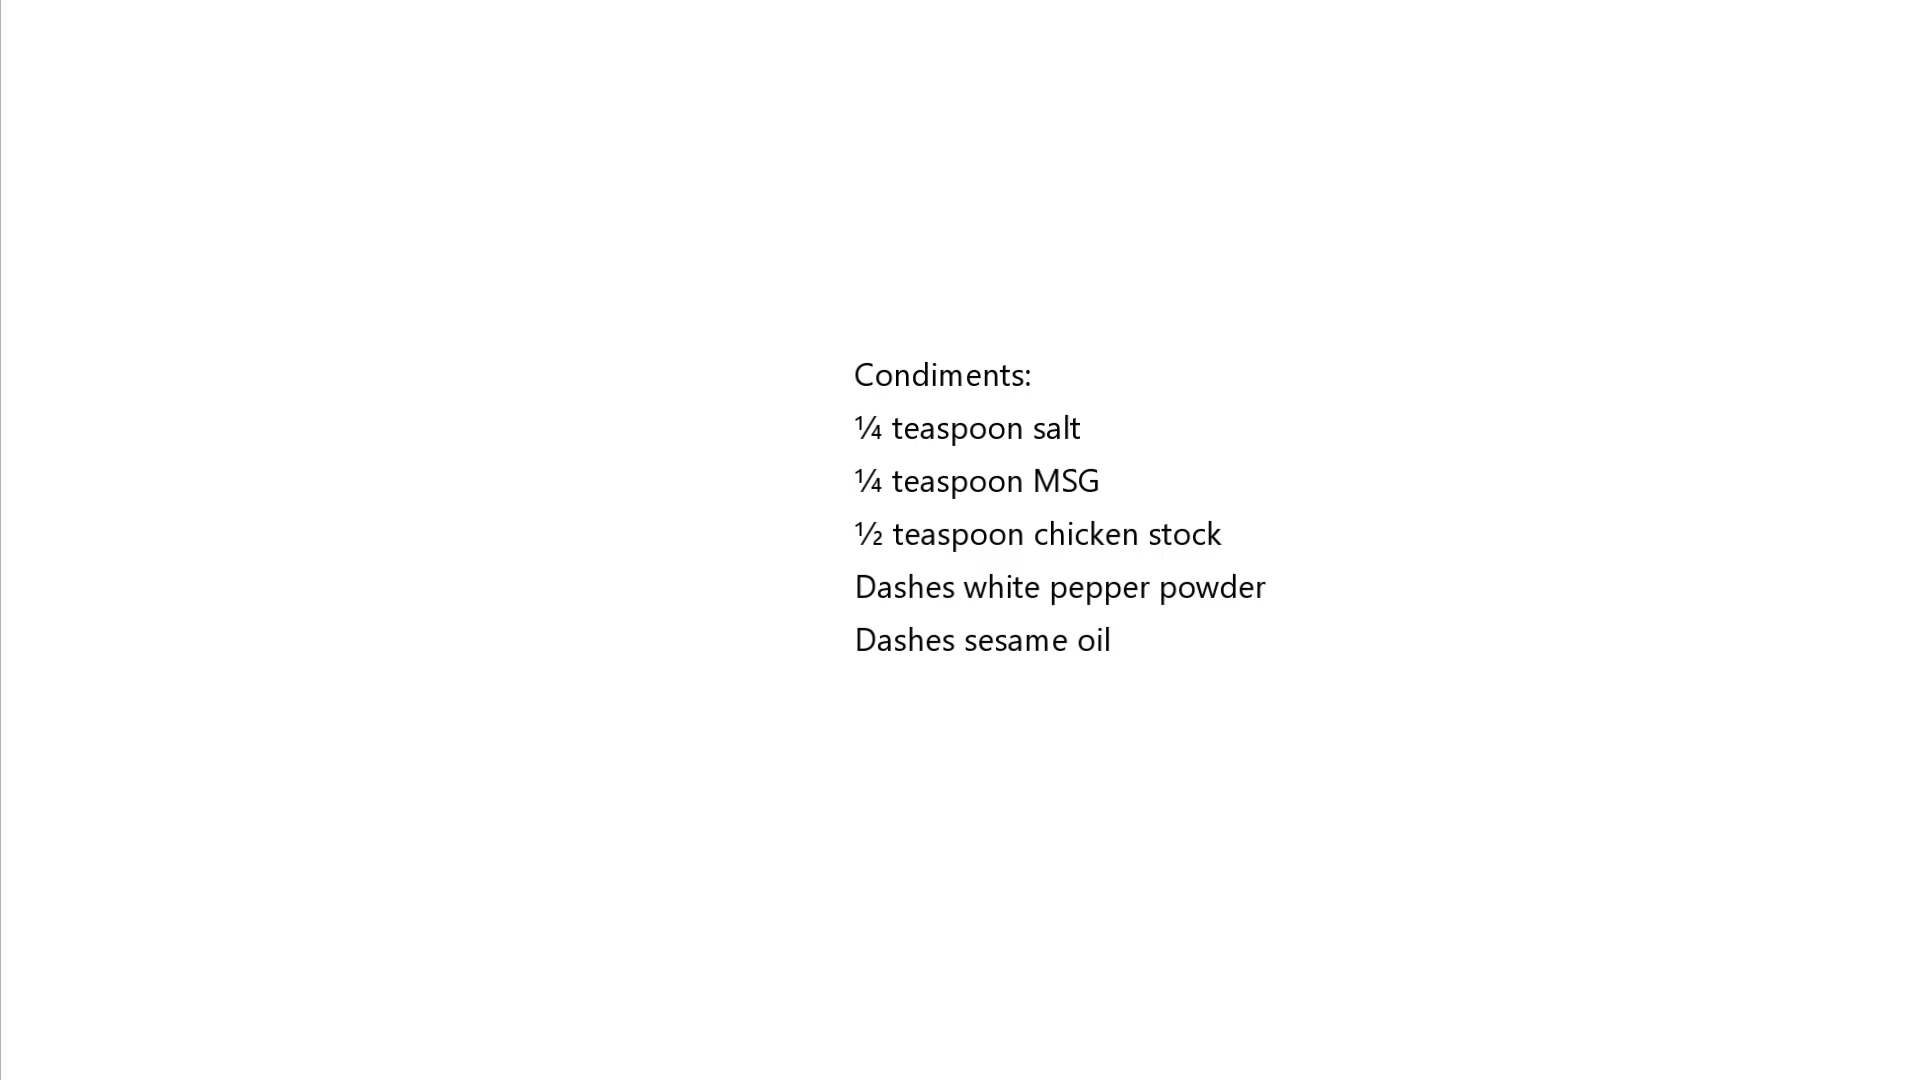 Condiments:
¼ teaspoon salt
¼ teaspoon MSG
½ teaspoon chicken stock
Dashes white pepper powder
Dashes sesame oil